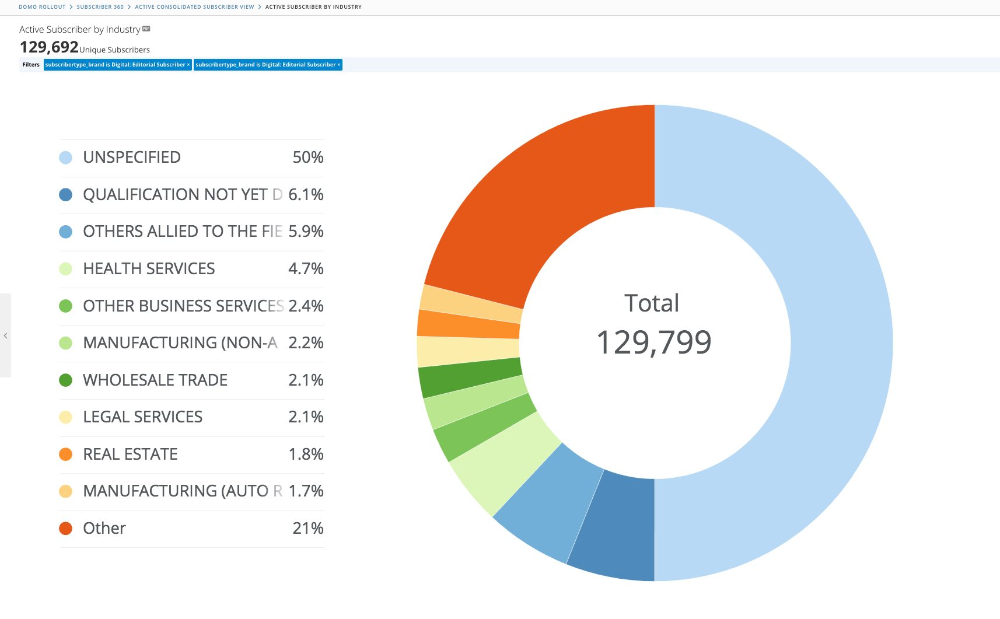 DOMO ROLLOUT > SUBSCRIBER 360 > ACTIVE CONSOLIDATED SUBSCRIBER VIEW > ACTIVE SUBSCRIBER BY INDUSTRY
Active Subscriber by Industry PDP
129,692 Unique Subscribers
Filters subscribertype_brand is Digital: Editorial Subscriber × subscribertype_brand is Digital: Editorial Subscriber ×
UNSPECIFIED 50%
QUALIFICATION NOT YET D 6.1%
OTHERS ALLIED TO THE FIE 5.9%
HEALTH SERVICES 4.7%
OTHER BUSINESS SERVICES 2.4%
MANUFACTURING (NON-A 2.2%
WHOLESALE TRADE 2.1%
LEGAL SERVICES 2.1%
REAL ESTATE 1.8%
MANUFACTURING (AUTO R 1.7%
Other 21%
Total
129,799